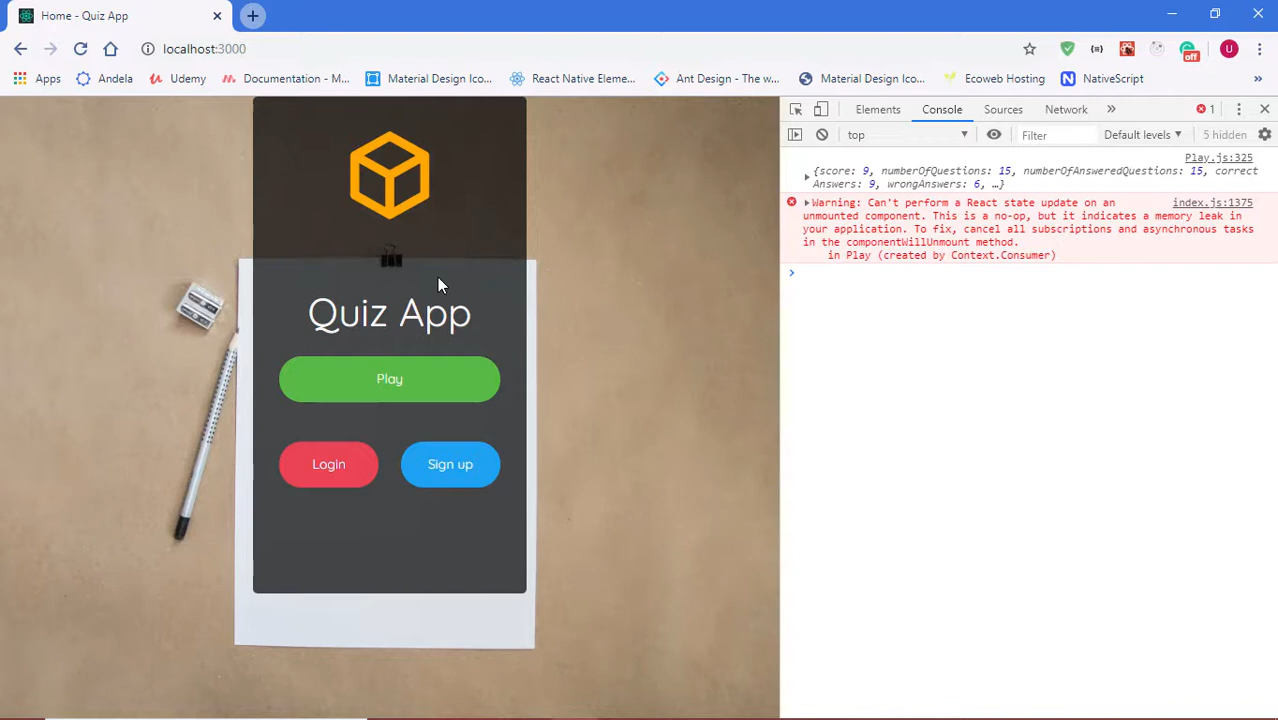 Home - Quiz App
localhost:3000
U
off
Apps
Andela
Udemy
Documentation - M...
Material Design Ico...
React Native Eleme...
Ant Design - The w...
Material Design Ico...
Ecoweb Hosting
NativeScript
»
Elements
Console
Sources
Network
»
1
top
Filter
Default levels
5 hidden
Play.js:325
{score: 9, numberOfQuestions: 15, numberOfAnsweredQuestions: 15, correct
Answers: 9, wrongAnswers: 6, …}
Warning: Can't perform a React state update on an index.js:1375
unmounted component. This is a no-op, but it indicates a memory leak in
your application. To fix, cancel all subscriptions and asynchronous tasks
in the componentWillUnmount method.
in Play (created by Context.Consumer)
Quiz App
Play
Login
Sign up